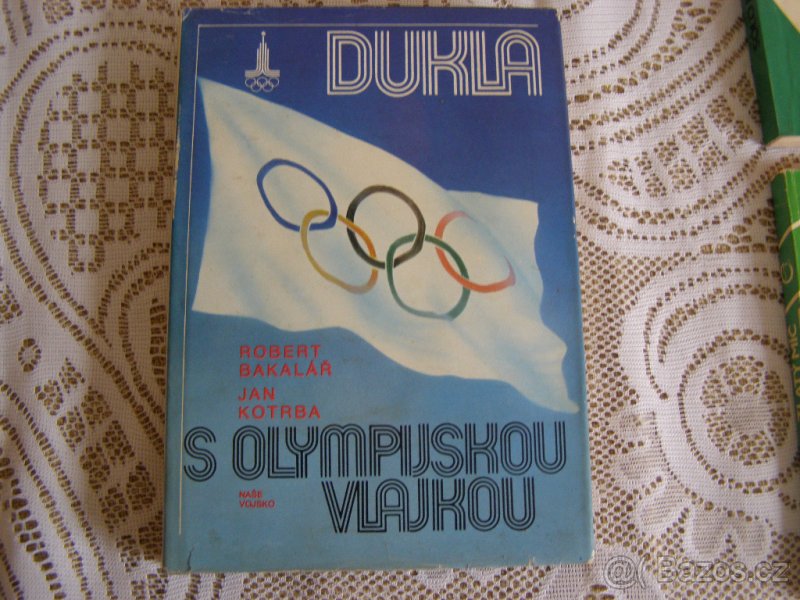 DUKLA
ROBERT
BAKALÁŘ
JAN
KOTRBA
S OLYMPIJSKOU
VLAJKOU
NAŠE
VOJSKO
Bazos.cz